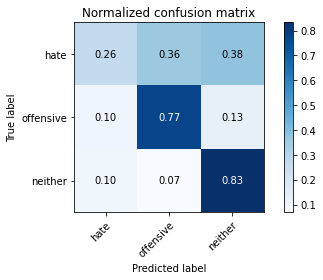 Normalized confusion matrix
True label
hate 0.26 0.36 0.38
offensive 0.10 0.77 0.13
neither 0.10 0.07 0.83
hate offensive neither
Predicted label
0.8
0.7
0.6
0.5
0.4
0.3
0.2
0.1